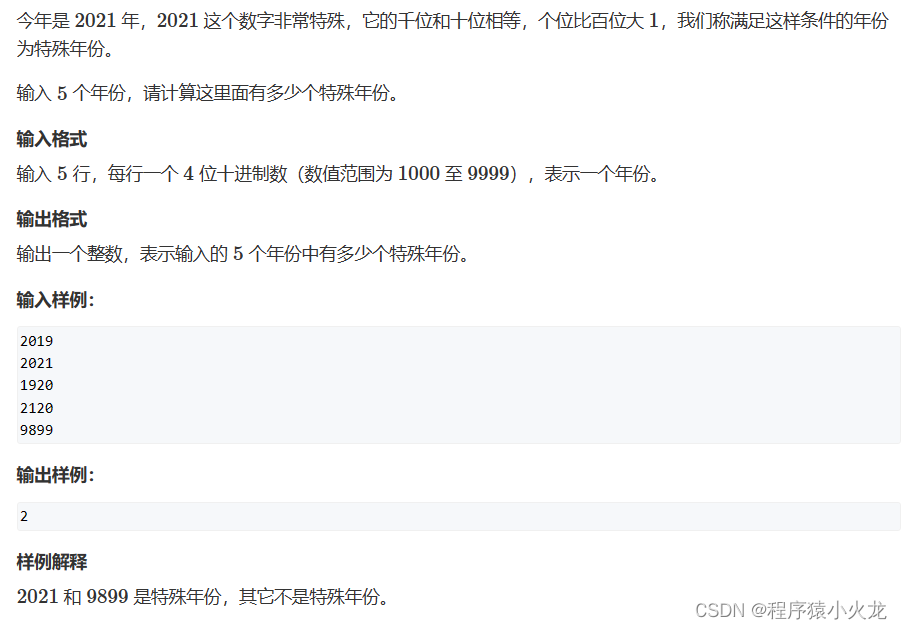 今年是 2021 年，2021 这个数字非常特殊，它的千位和十位相等，个位比百位大 1，我们称满足这样条件的年份
为特殊年份。
输入 5 个年份，请计算这里面有多少个特殊年份。
输入格式
输入 5 行，每行一个 4 位十进制数（数值范围为 1000 至 9999），表示一个年份。
输出格式
输出一个整数，表示输入的 5 个年份中有多少个特殊年份。
输入样例：
2019
2021
1920
2120
9899
输出样例：
2
样例解释
2021 和 9899 是特殊年份，其它不是特殊年份。
CSDN @程序猿小火龙